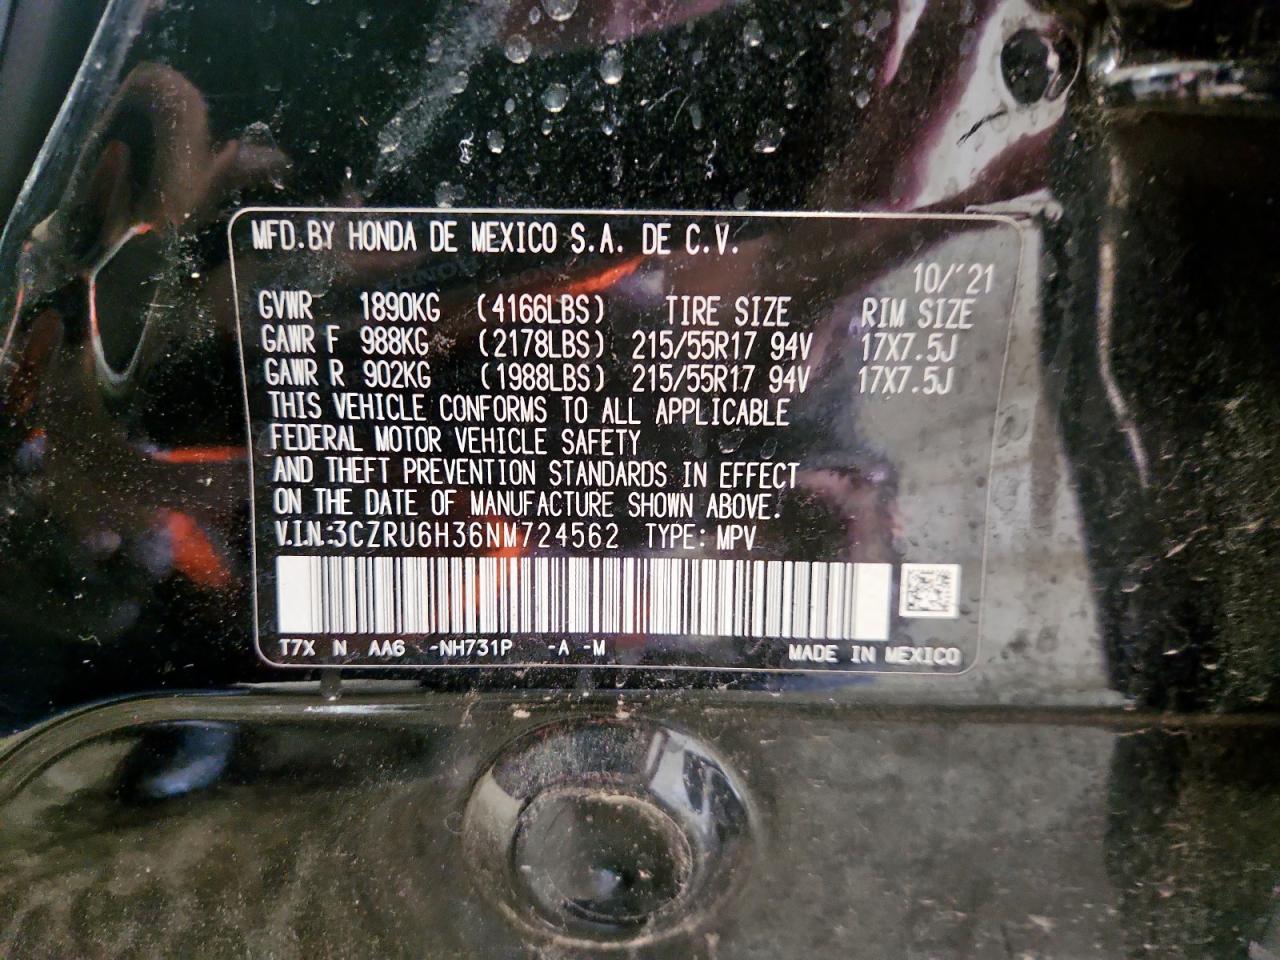 MFD.BY HONDA DE MEXICO S.A. DE C.V.
10/'21
GVWR 1890KG (4166LBS) TIRE SIZE RIM SIZE
GAWR F 988KG (2178LBS) 215/55R17 94V 17X7.5J
GAWR R 902KG (1988LBS) 215/55R17 94V 17X7.5J
THIS VEHICLE CONFORMS TO ALL APPLICABLE
FEDERAL MOTOR VEHICLE SAFETY
AND THEFT PREVENTION STANDARDS IN EFFECT
ON THE DATE OF MANUFACTURE SHOWN ABOVE.
V.I.N:3CZRU6H36NM724562 TYPE: MPV
T7X N AA6 -NH731P -A -M MADE IN MEXICO